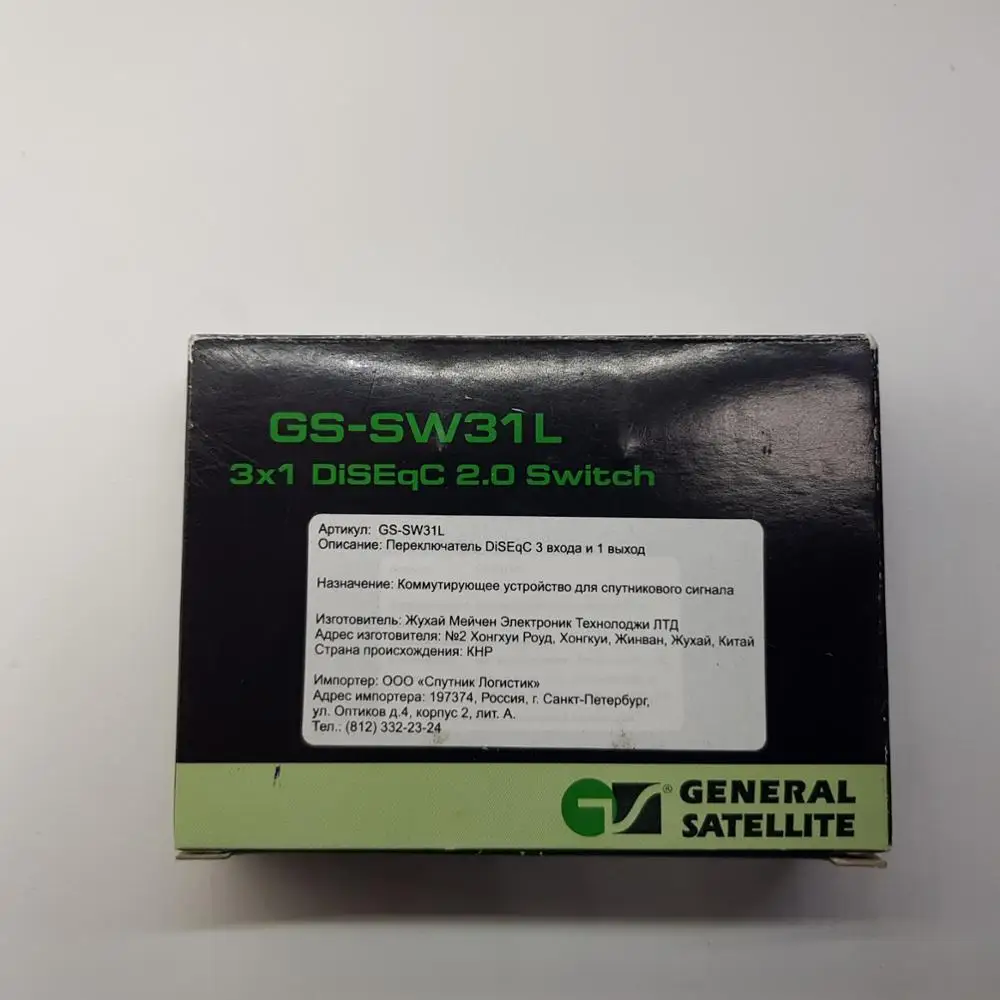 GS-SW31L
3x1 DiSEqC 2.0 Switch
Артикул: GS-SW31L
Описание: Переключатель DiSEqC 3 входа и 1 выход
Назначение: Коммутирующее устройство для спутникового сигнала
Изготовитель: Жухай Мейчен Электроник Технолоджи ЛТД
Адрес изготовителя: №2 Хонгхуи Роуд, Хонгкуи, Жинван, Жухай, Китай
Страна происхождения: КНР
Импортер: ООО «Спутник Логистик»
Адрес импортера: 197374, Россия, г. Санкт-Петербург,
ул. Оптиков д.4, корпус 2, лит. А.
Тел.: (812) 332-23-24
GENERAL
SATELLITE